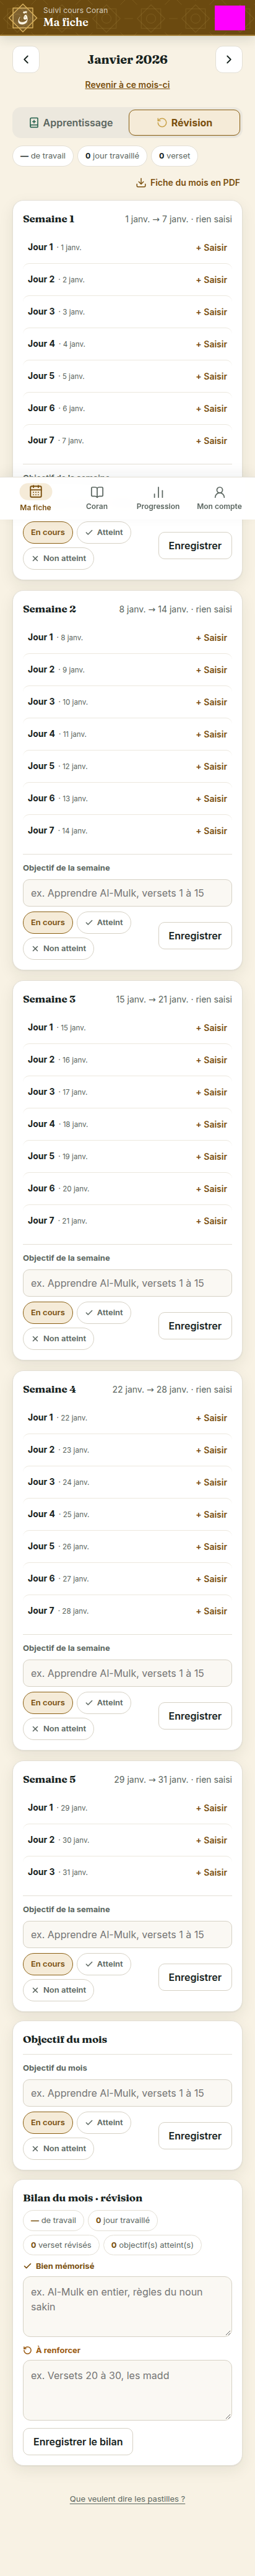 Suivi cours Coran
Ma fiche
Janvier 2026
Revenir à ce mois-ci
Apprentissage
Révision
— de travail
0 jour travaillé
0 verset
Fiche du mois en PDF
Semaine 1
1 janv. → 7 janv. · rien saisi
Jour 1 · 1 janv.
+ Saisir
Jour 2 · 2 janv.
+ Saisir
Jour 3 · 3 janv.
+ Saisir
Jour 4 · 4 janv.
+ Saisir
Jour 5 · 5 janv.
+ Saisir
Jour 6 · 6 janv.
+ Saisir
Jour 7 · 7 janv.
+ Saisir
Objectif de la semaine
Ma fiche
Coran
Progression
Mon compte
En cours
Atteint
Non atteint
Enregistrer
Semaine 2
8 janv. → 14 janv. · rien saisi
Jour 1 · 8 janv.
+ Saisir
Jour 2 · 9 janv.
+ Saisir
Jour 3 · 10 janv.
+ Saisir
Jour 4 · 11 janv.
+ Saisir
Jour 5 · 12 janv.
+ Saisir
Jour 6 · 13 janv.
+ Saisir
Jour 7 · 14 janv.
+ Saisir
Objectif de la semaine
ex. Apprendre Al-Mulk, versets 1 à 15
En cours
Atteint
Non atteint
Enregistrer
Semaine 3
15 janv. → 21 janv. · rien saisi
Jour 1 · 15 janv.
+ Saisir
Jour 2 · 16 janv.
+ Saisir
Jour 3 · 17 janv.
+ Saisir
Jour 4 · 18 janv.
+ Saisir
Jour 5 · 19 janv.
+ Saisir
Jour 6 · 20 janv.
+ Saisir
Jour 7 · 21 janv.
+ Saisir
Objectif de la semaine
ex. Apprendre Al-Mulk, versets 1 à 15
En cours
Atteint
Non atteint
Enregistrer
Semaine 4
22 janv. → 28 janv. · rien saisi
Jour 1 · 22 janv.
+ Saisir
Jour 2 · 23 janv.
+ Saisir
Jour 3 · 24 janv.
+ Saisir
Jour 4 · 25 janv.
+ Saisir
Jour 5 · 26 janv.
+ Saisir
Jour 6 · 27 janv.
+ Saisir
Jour 7 · 28 janv.
+ Saisir
Objectif de la semaine
ex. Apprendre Al-Mulk, versets 1 à 15
En cours
Atteint
Non atteint
Enregistrer
Semaine 5
29 janv. → 31 janv. · rien saisi
Jour 1 · 29 janv.
+ Saisir
Jour 2 · 30 janv.
+ Saisir
Jour 3 · 31 janv.
+ Saisir
Objectif de la semaine
ex. Apprendre Al-Mulk, versets 1 à 15
En cours
Atteint
Non atteint
Enregistrer
Objectif du mois
Objectif du mois
ex. Apprendre Al-Mulk, versets 1 à 15
En cours
Atteint
Non atteint
Enregistrer
Bilan du mois · révision
— de travail
0 jour travaillé
0 verset révisés
0 objectif(s) atteint(s)
Bien mémorisé
ex. Al-Mulk en entier, règles du noun
sakin
À renforcer
ex. Versets 20 à 30, les madd
Enregistrer le bilan
Que veulent dire les pastilles ?